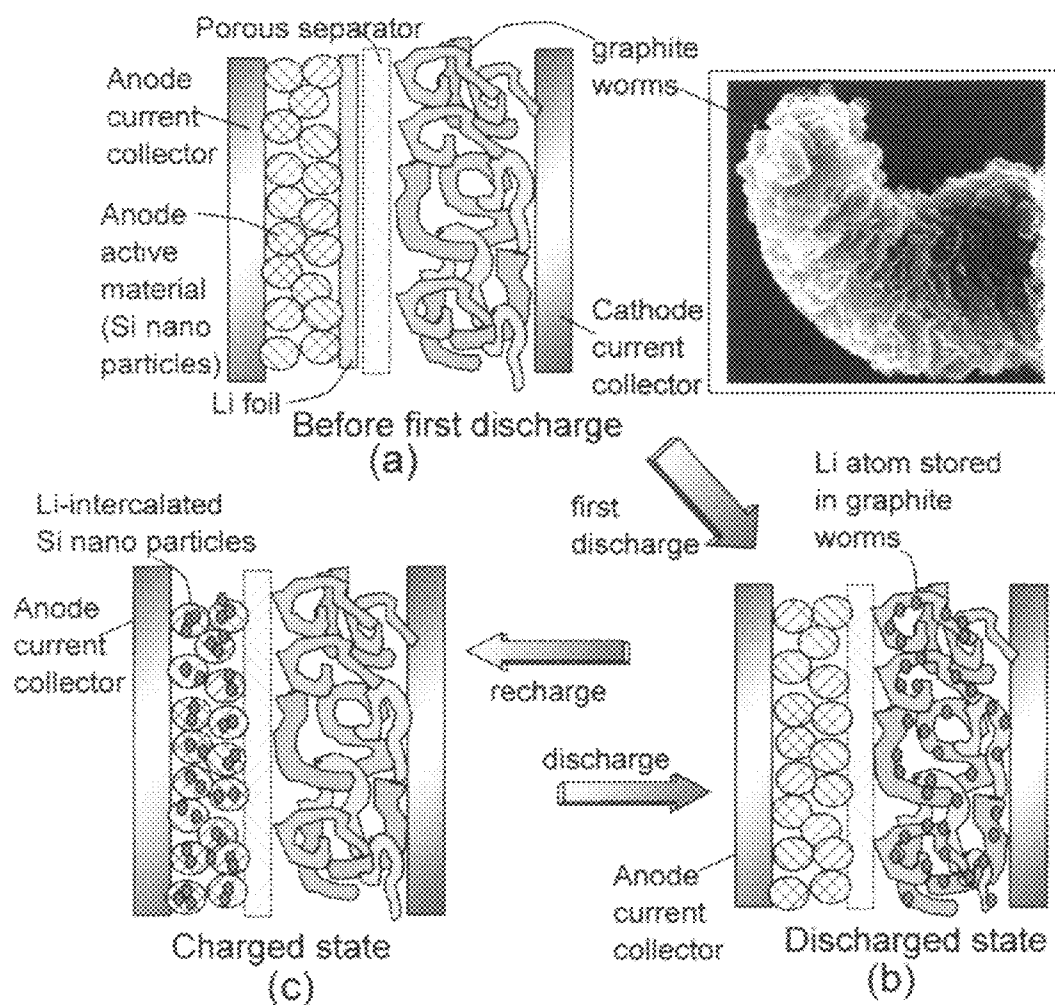 Porous separator
graphite
worms
Anode
current
collector
Anode
active
material
(Si nano
particles)
Cathode
current
collector
Li foil
Before first discharge
(a)
Li-intercalated
Si nano particles
first
discharge
Li atom stored
in graphite
worms
Anode
current
collector
recharge
discharge
Anode
current
collector
Charged state
(c)
Discharged state
(b)